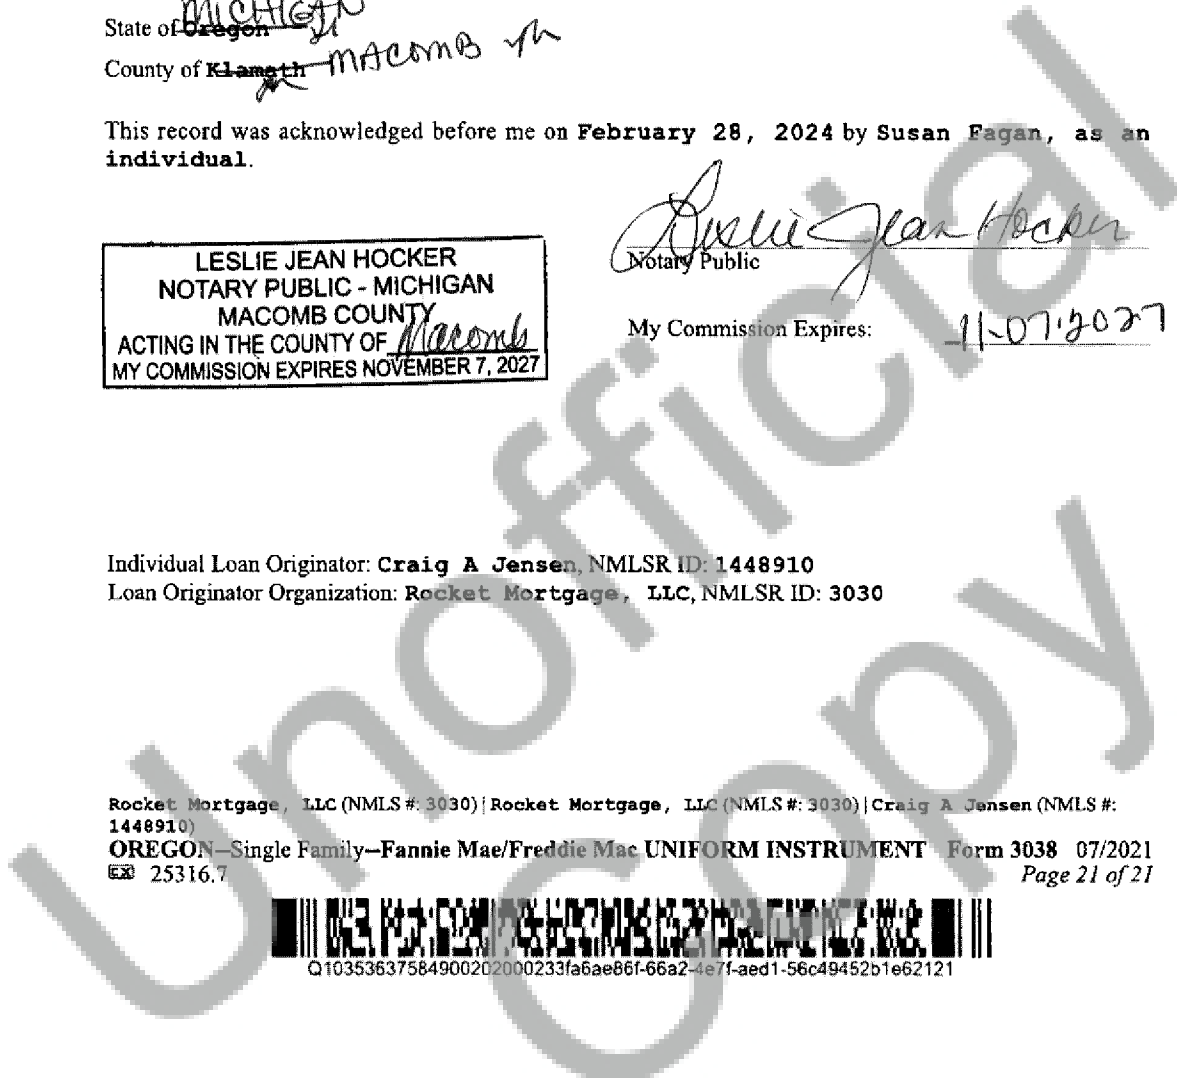 MICHIGAN
State of Oregon
County of Klamath MACOMB
This record was acknowledged before me on February 28, 2024 by Susan Fagan, as an
individual.
Leslie Jean Hocker
Notary Public
LESLIE JEAN HOCKER
NOTARY PUBLIC - MICHIGAN
MACOMB COUNTY
ACTING IN THE COUNTY OF Macomb
MY COMMISSION EXPIRES NOVEMBER 7, 2027
My Commission Expires: 11-07-2027
Individual Loan Originator: Craig A Jensen, NMLSR ID: 1448910
Loan Originator Organization: Rocket Mortgage, LLC, NMLSR ID: 3030
Rocket Mortgage, LLC (NMLS #: 3030)|Rocket Mortgage, LLC (NMLS #: 3030)|Craig A Jensen (NMLS #:
1448910)
OREGON—Single Family—Fannie Mae/Freddie Mac UNIFORM INSTRUMENT Form 3038 07/2021
EX 25316.7 Page 21 of 21
Q10353637584900202000233fa6ae86f-66a2-4e7f-aed1-56c49452b1e62121
Unofficial
Copy